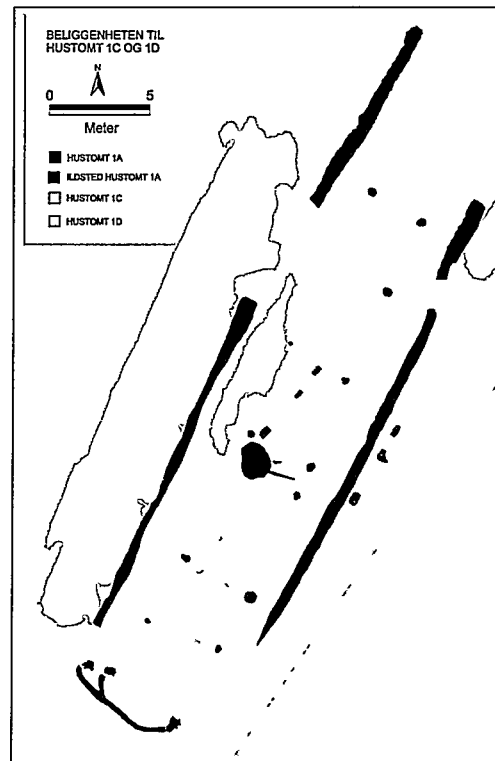 BELIGGENHETEN TIL
HUSTOMT 1C OG 1D
N
0 5
Meter
HUSTOMT 1A
ILDSTED HUSTOMT 1A
HUSTOMT 1C
HUSTOMT 1D